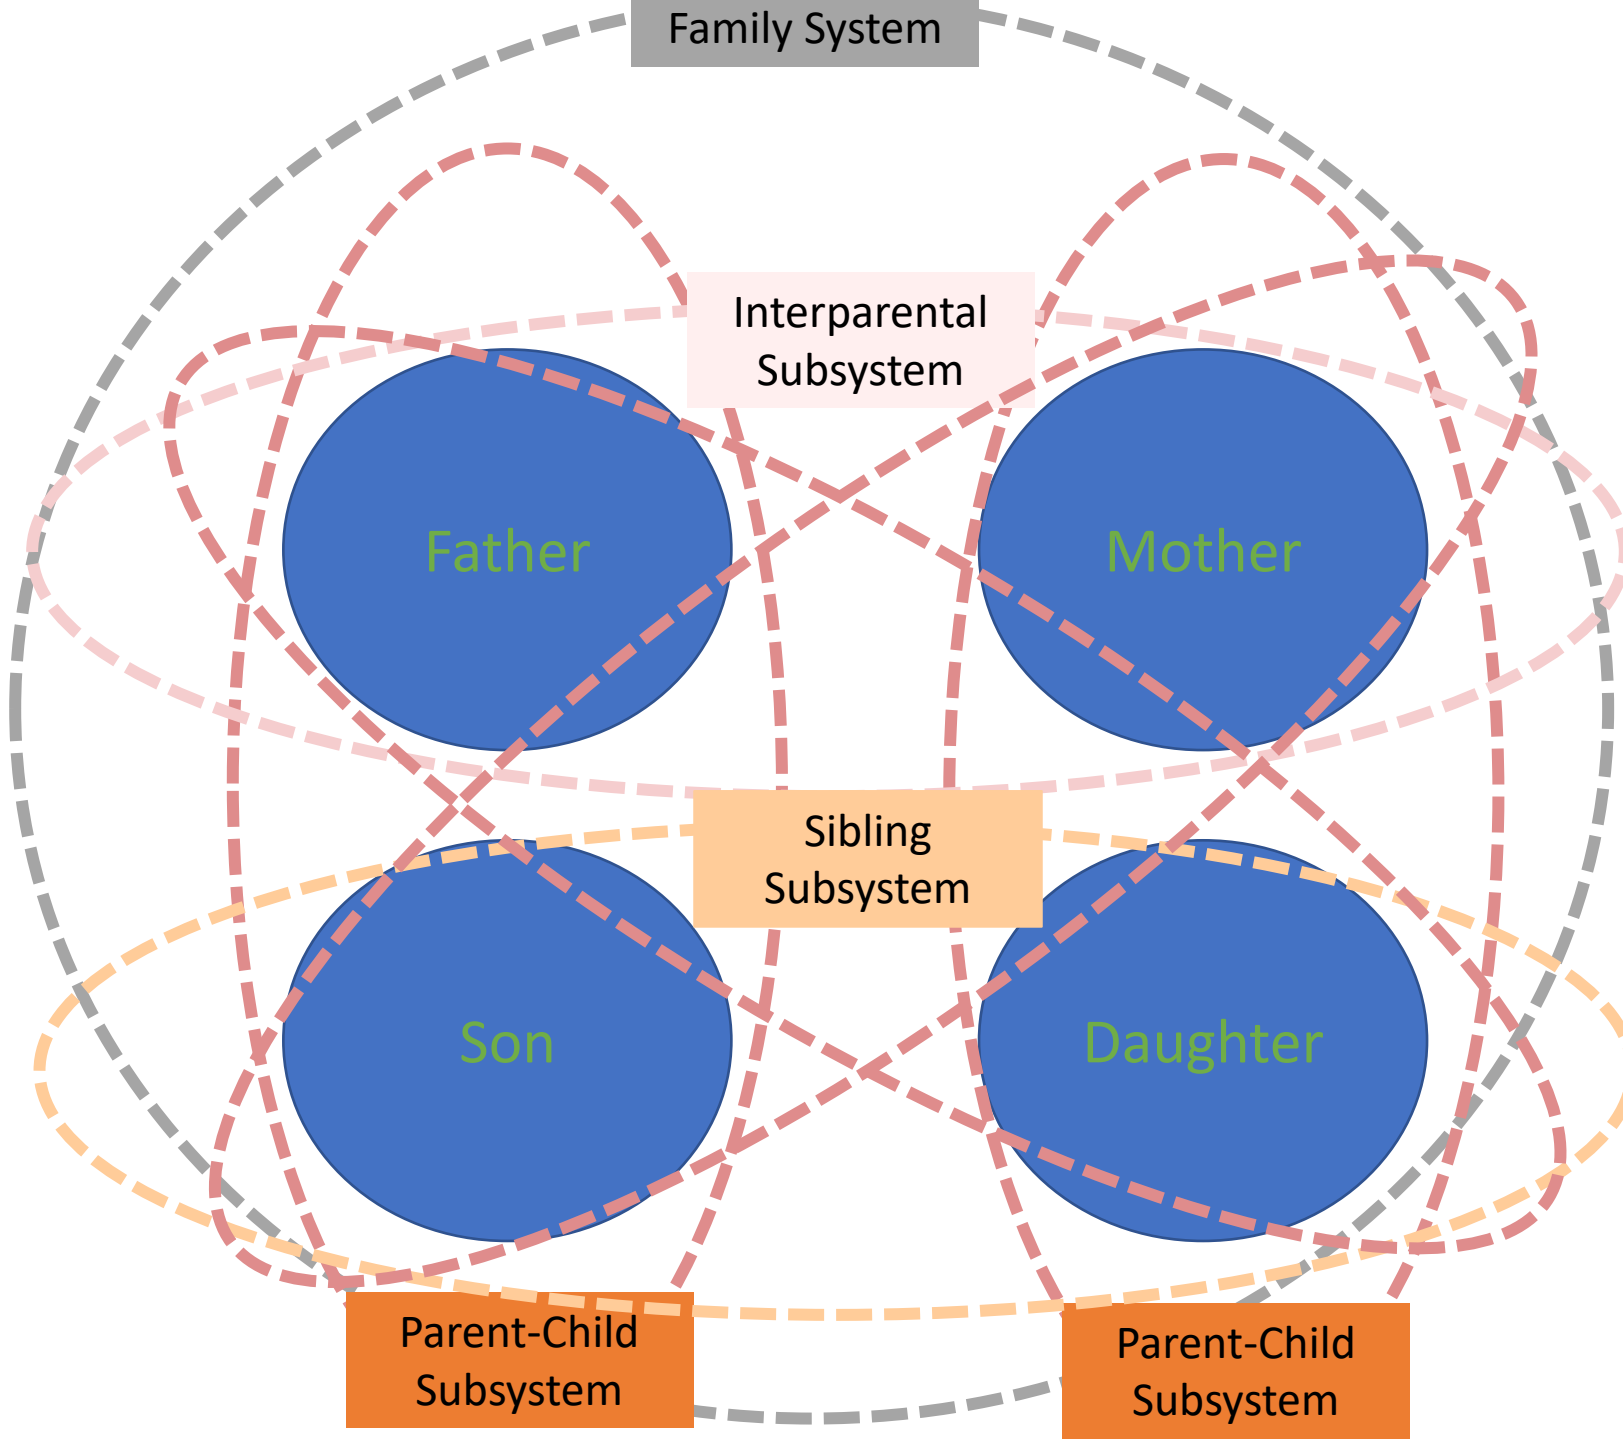 Family System
Interparental
Subsystem
Father
Mother
Sibling
Subsystem
Son
Daughter
Parent-Child
Subsystem
Parent-Child
Subsystem